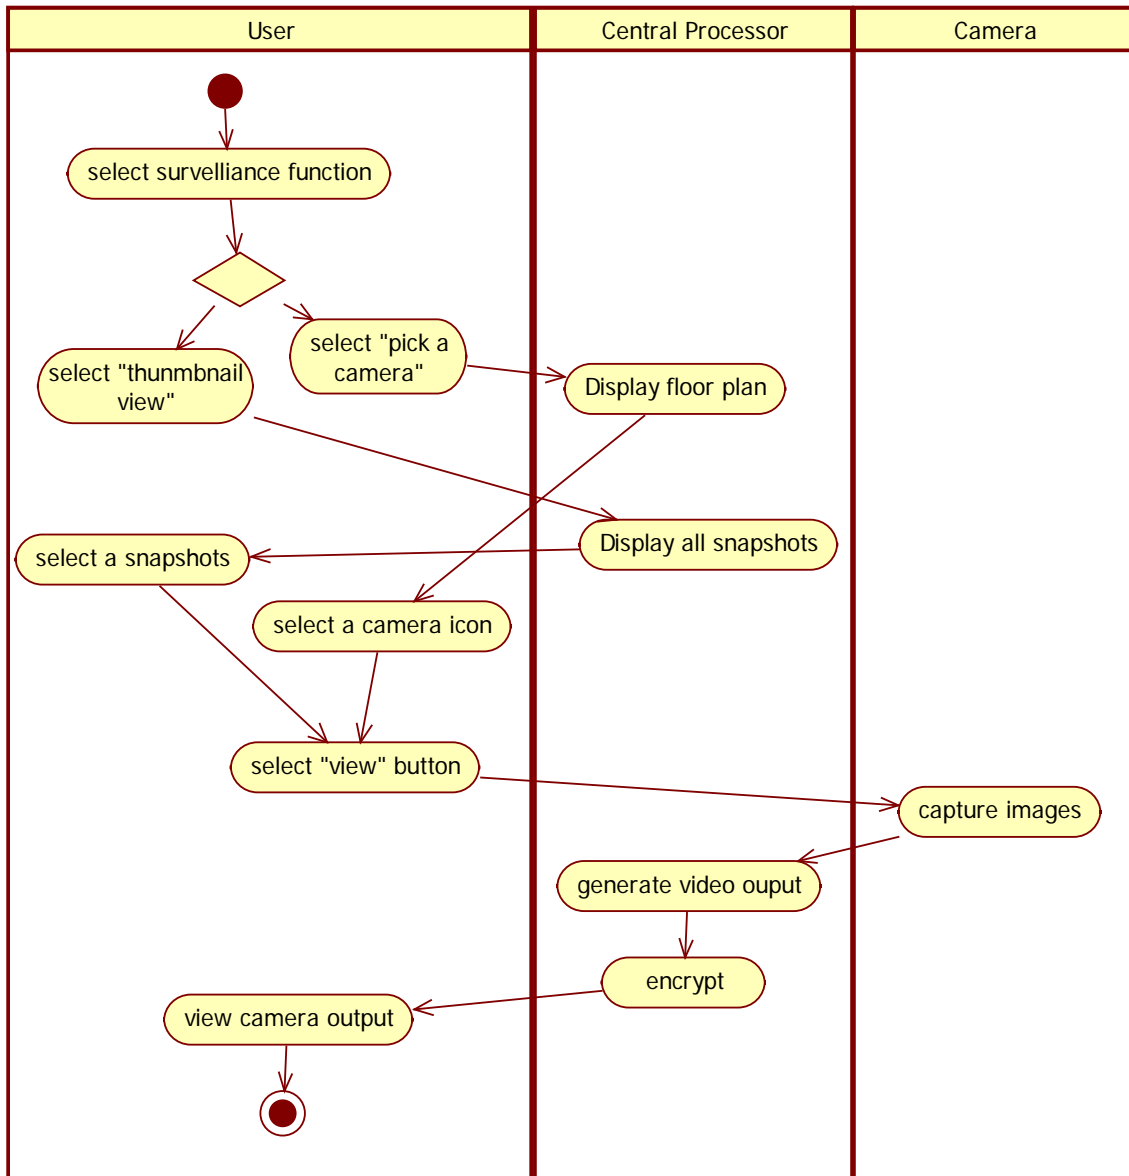 User
Central Processor
Camera
select survelliance function
select "pick a
camera"
select "thunmbnail
view"
Display floor plan
Display all snapshots
select a snapshots
select a camera icon
select "view" button
capture images
generate video ouput
encrypt
view camera output